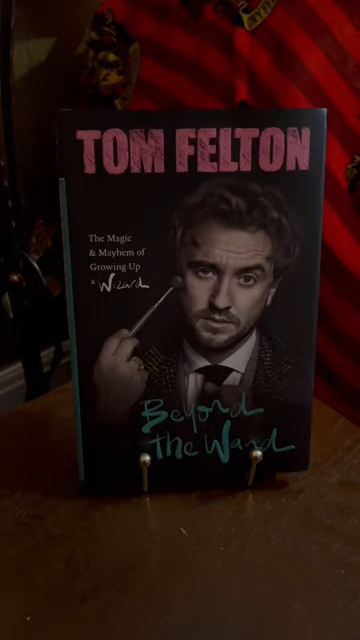 TOM FELTON
The Magic
& Mayhem of
Growing Up
a Wizard
Beyond
the Wand